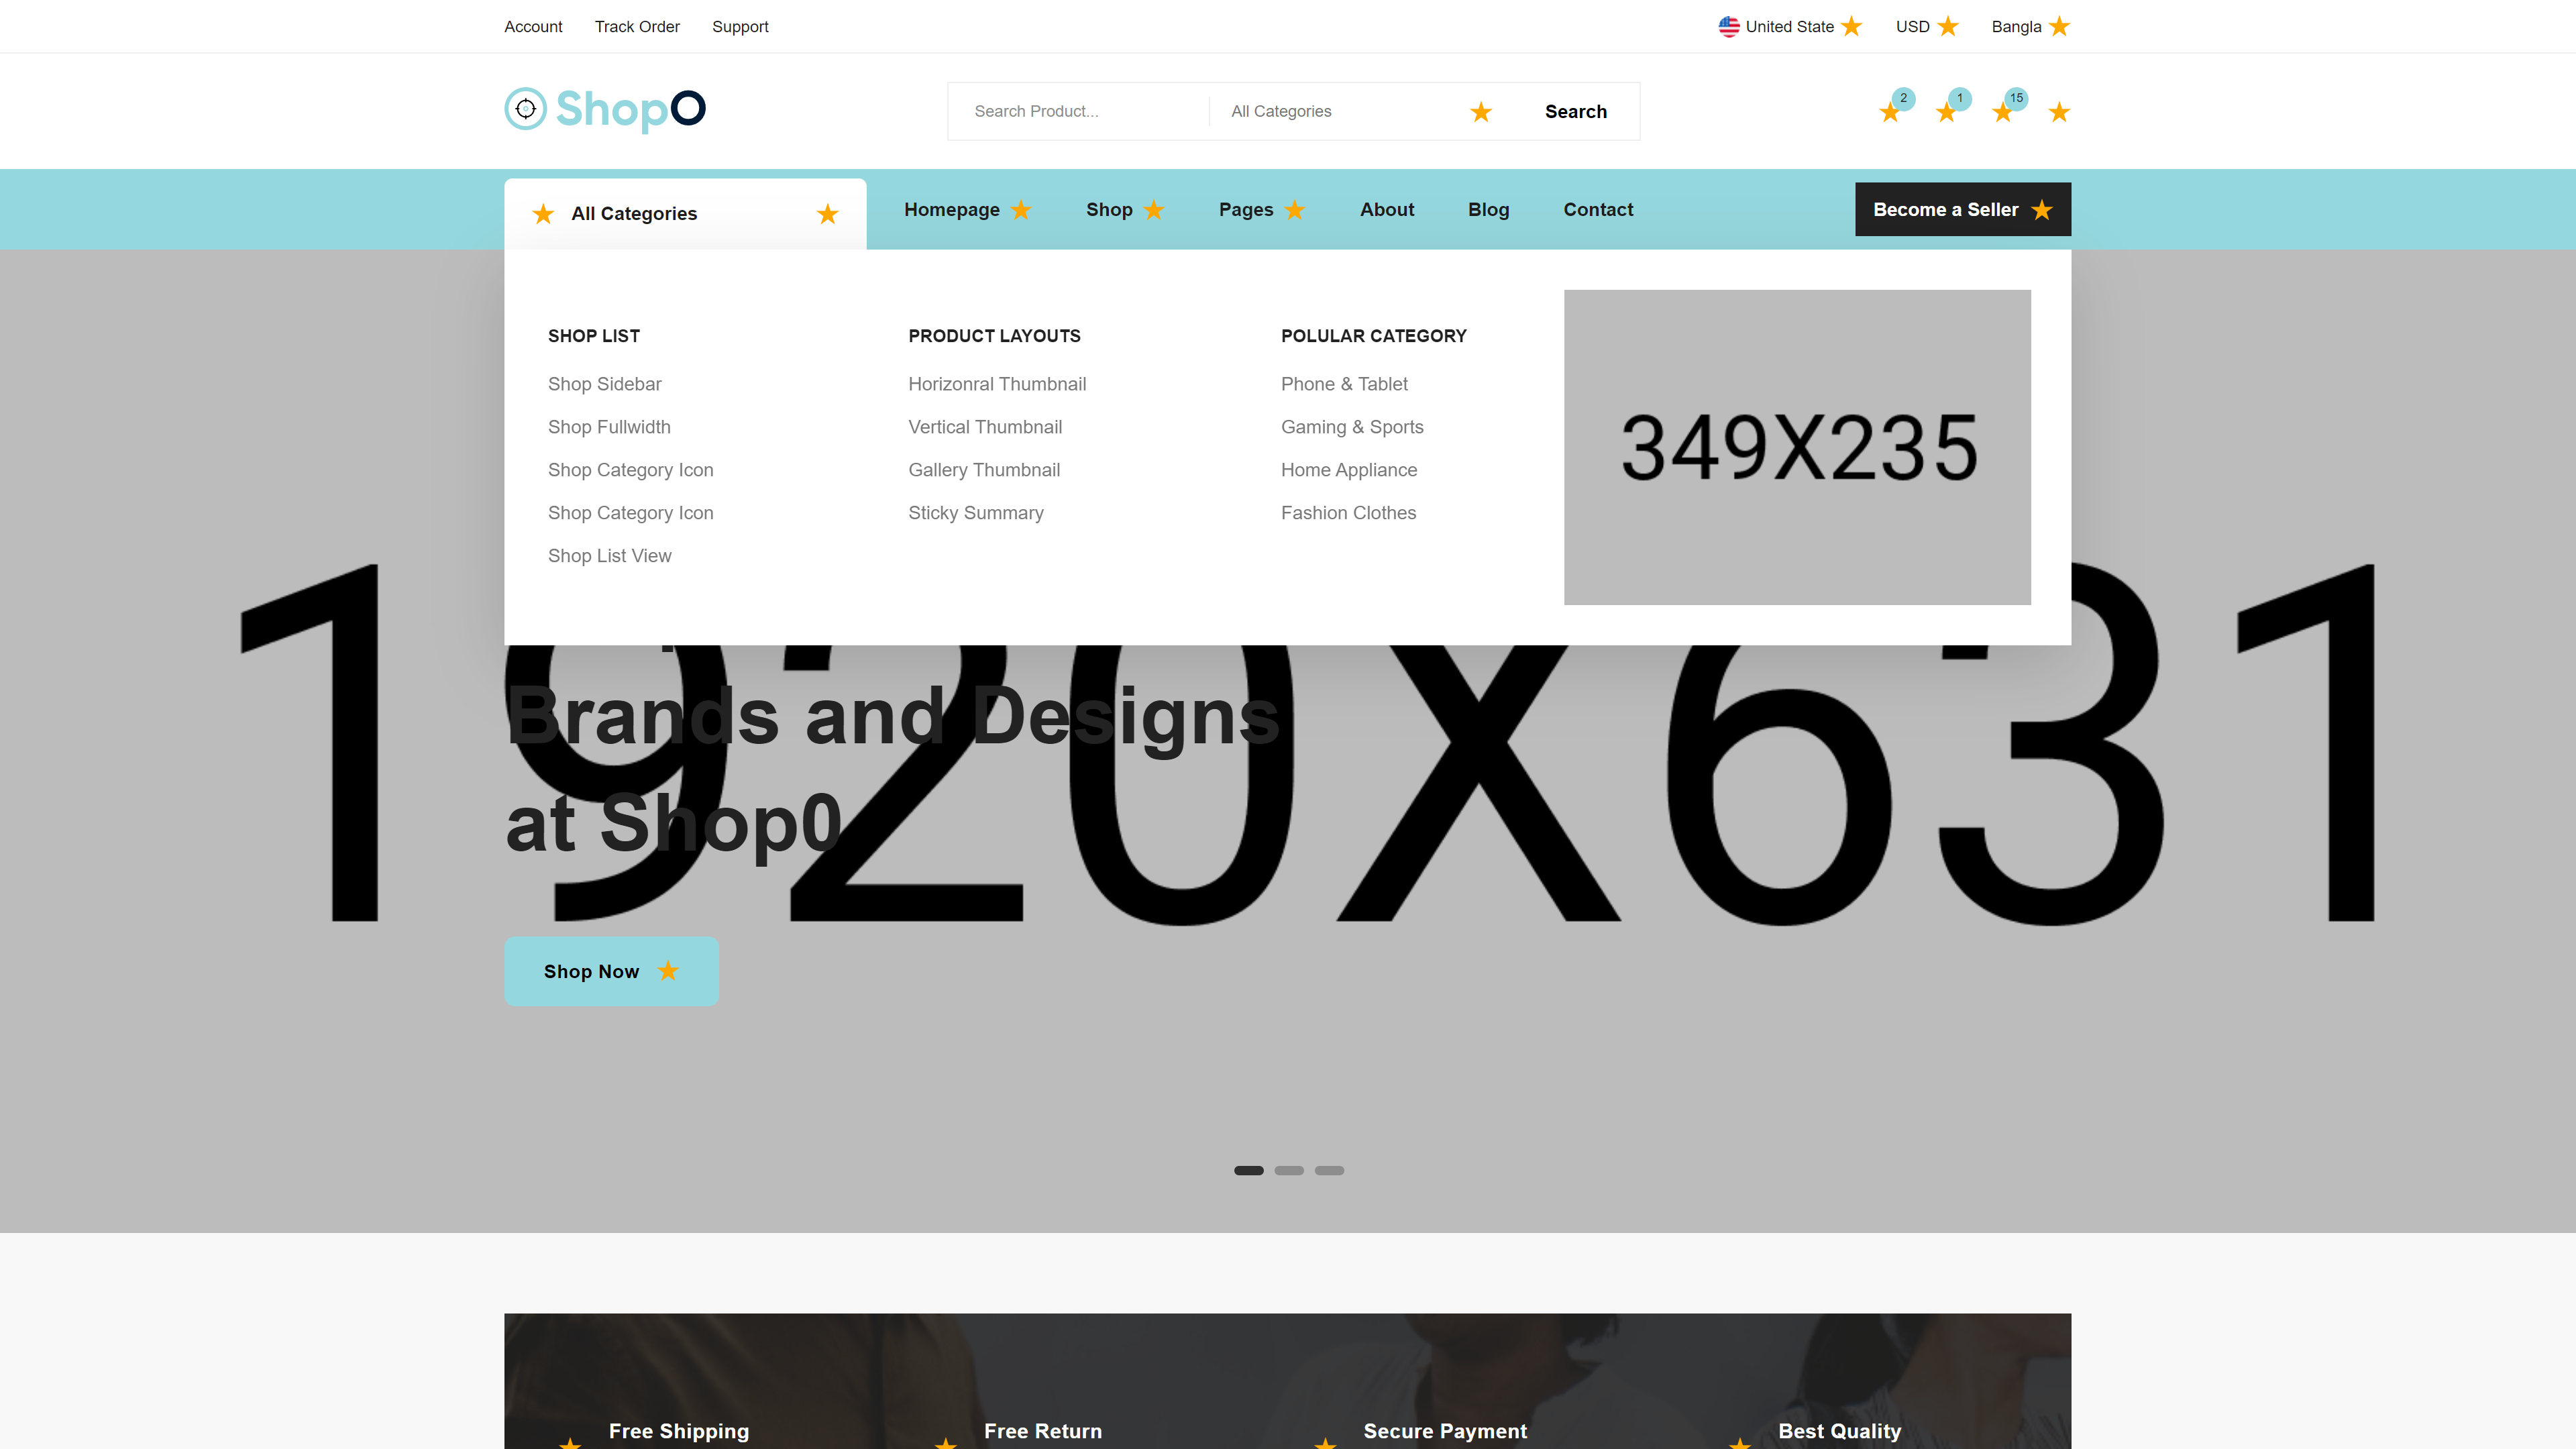 Account Track Order Support United State USD Bangla
ShopO Search Product... All Categories Search 2 1 15
All Categories Homepage Shop Pages About Blog Contact Become a Seller
SHOP LIST PRODUCT LAYOUTS POLULAR CATEGORY
Shop Sidebar Horizonral Thumbnail Phone & Tablet
Shop Fullwidth Vertical Thumbnail Gaming & Sports
Shop Category Icon Gallery Thumbnail Home Appliance
Shop Category Icon Sticky Summary Fashion Clothes
Shop List View
349X235
1920X631
Brands and Designs
at Shop0
Shop Now
Free Shipping Free Return Secure Payment Best Quality